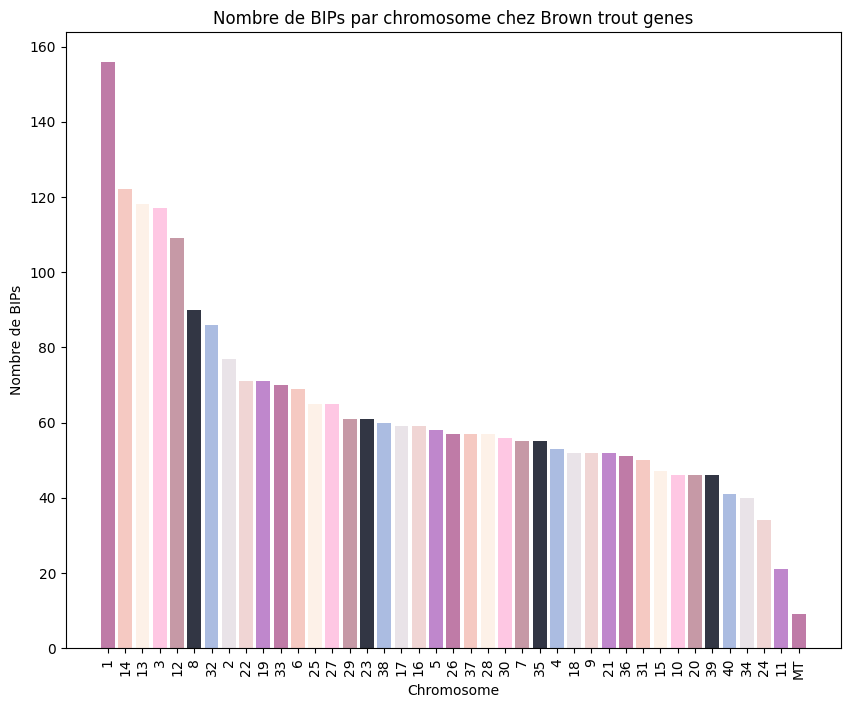 Nombre de BIPs par chromosome chez Brown trout genes
160
140
120
100
80
60
40
20
0
Nombre de BIPs
1 14 13 3 12 8 32 2 22 19 33 6 25 27 29 23 38 17 16 5 26 37 28 30 7 35 4 18 9 21 36 31 15 10 20 39 40 34 24 11 MT
Chromosome